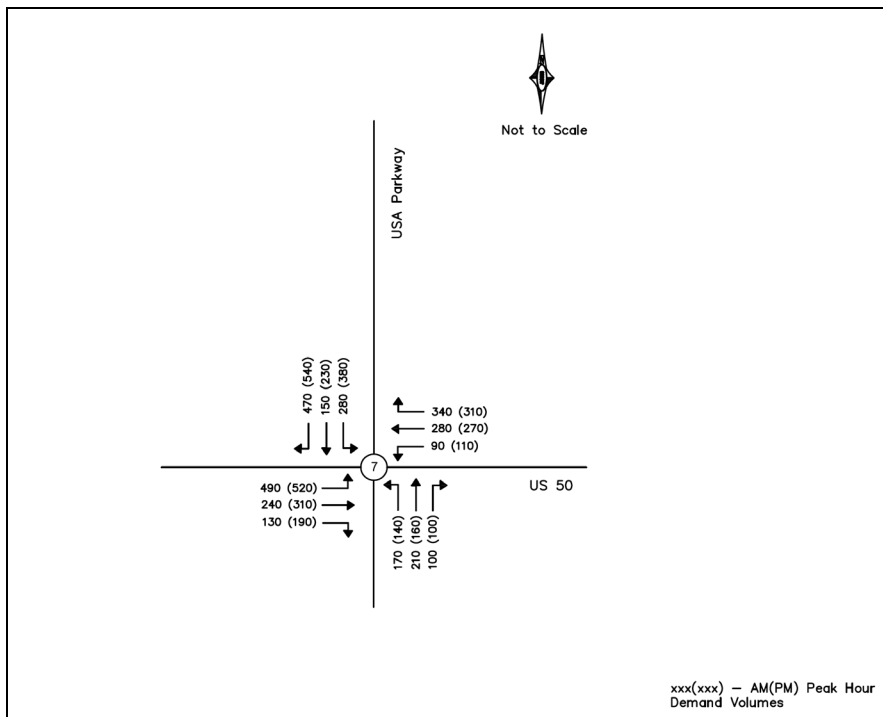 Not to Scale
USA Parkway
470 (540)
150 (230)
280 (380)
340 (310)
280 (270)
90 (110)
7
US 50
490 (520)
240 (310)
130 (190)
170 (140)
210 (160)
100 (100)
xxx(xxx) – AM(PM) Peak Hour
Demand Volumes